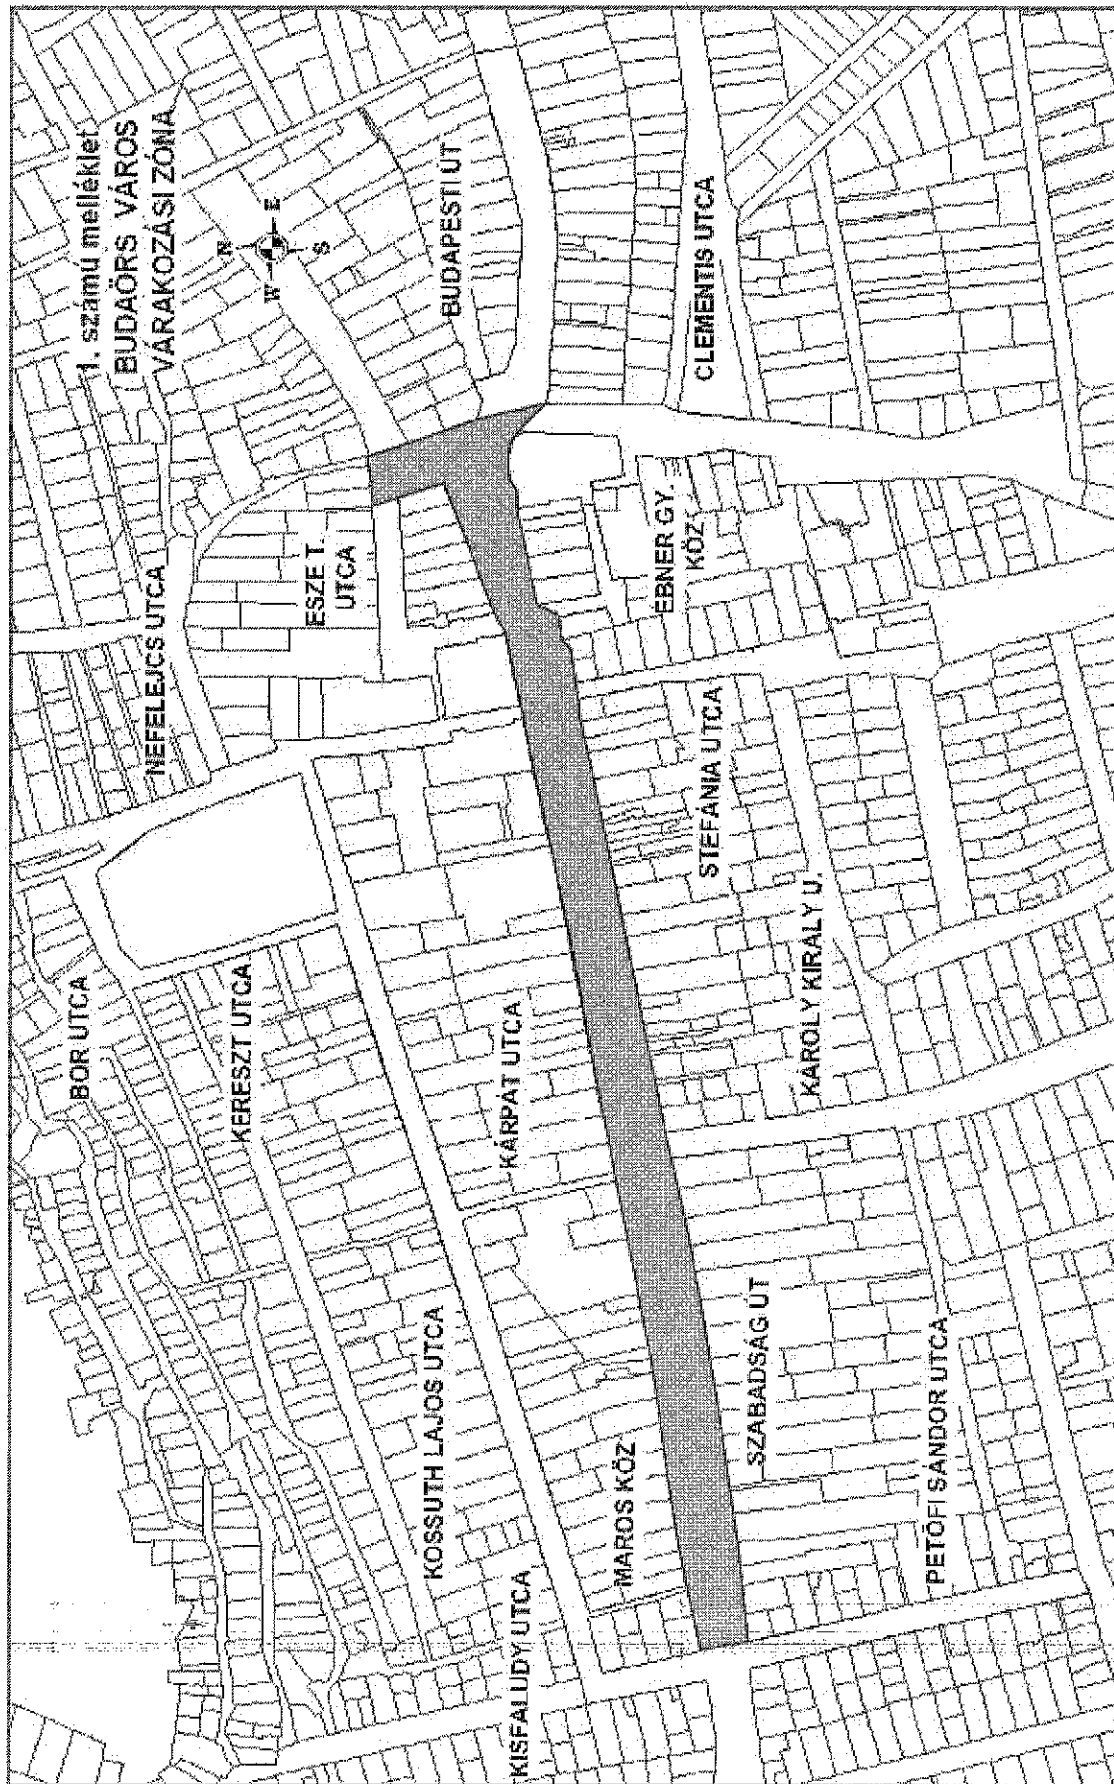 1. számú melléklet
BUDAÖRS VÁROS
VÁRAKOZÁSI ZÓNA
N
W
E
S
BUDAPESTI ÚT
CLEMENTIS UTCA
NEFELEJCS UTCA
ESZE T.
UTCA
EBNER GY.
KÖZ
STEFÁNIA UTCA
BOR UTCA
KERESZT UTCA
KÁRPÁT UTCA
KÁROLY KIRÁLY U.
KOSSUTH LAJOS UTCA
SZABADSÁG ÚT
MAROS KÖZ
PETŐFI SÁNDOR UTCA
KISFALUDY UTCA